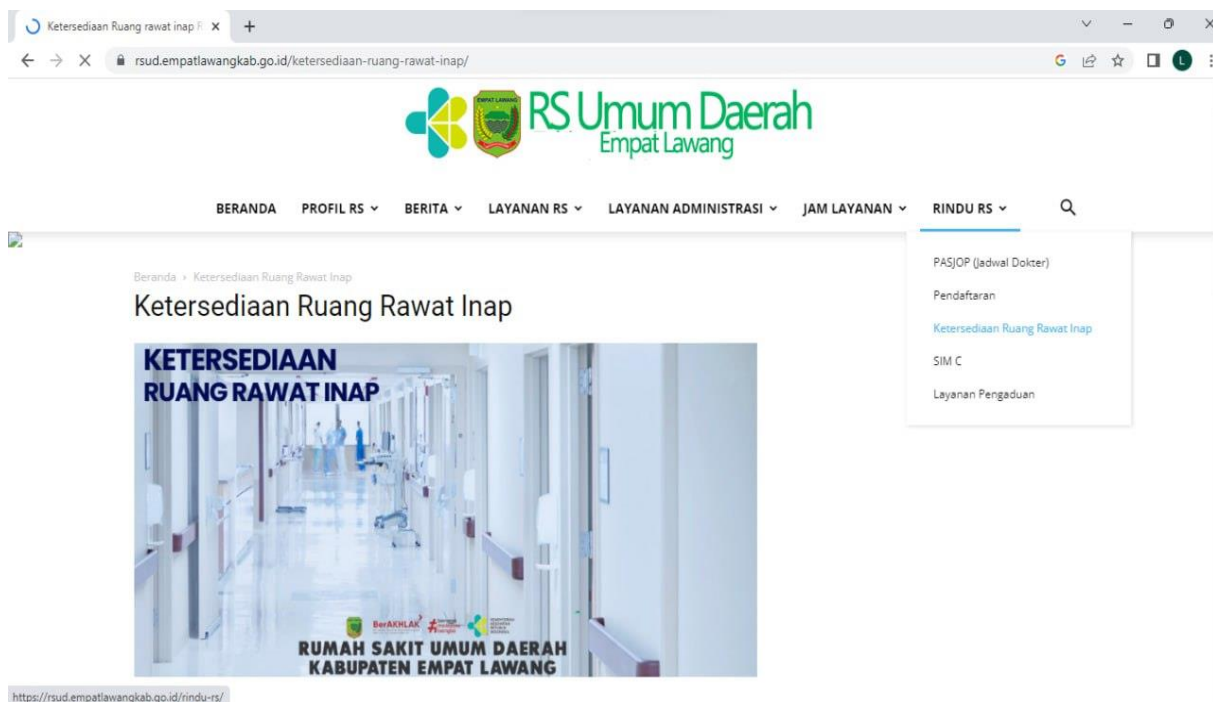 Ketersediaan Ruang rawat inap R
rsud.empatlawangkab.go.id/ketersediaan-ruang-rawat-inap/
G
L
EMPAT LAWANG
RS Umum Daerah
Empat Lawang
BERANDA PROFIL RS BERITA LAYANAN RS LAYANAN ADMINISTRASI JAM LAYANAN RINDU RS
PASJOP (Jadwal Dokter)
Pendaftaran
Ketersediaan Ruang Rawat Inap
SIM C
Layanan Pengaduan
Beranda › Ketersediaan Ruang Rawat Inap
Ketersediaan Ruang Rawat Inap
KETERSEDIAAN
RUANG RAWAT INAP
BerAKHLAK
RUMAH SAKIT UMUM DAERAH
KABUPATEN EMPAT LAWANG
https://rsud.empatlawangkab.go.id/rindu-rs/